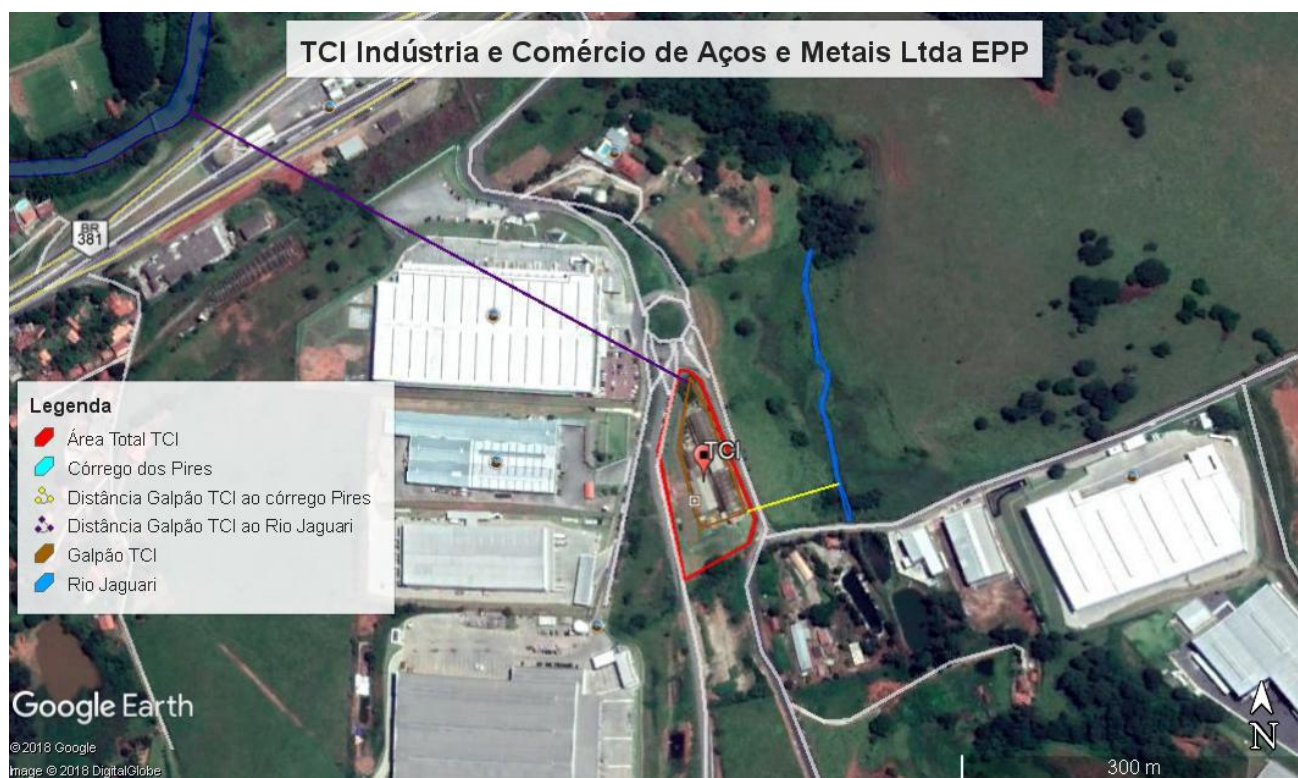 TCI Indústria e Comércio de Aços e Metais Ltda EPP
BR
381
TCI
Legenda
Área Total TCI
Córrego dos Pires
Distância Galpão TCI ao córrego Pires
Distância Galpão TCI ao Rio Jaguari
Galpão TCI
Rio Jaguari
Google Earth
© 2018 Google
Image © 2018 DigitalGlobe
N
300 m